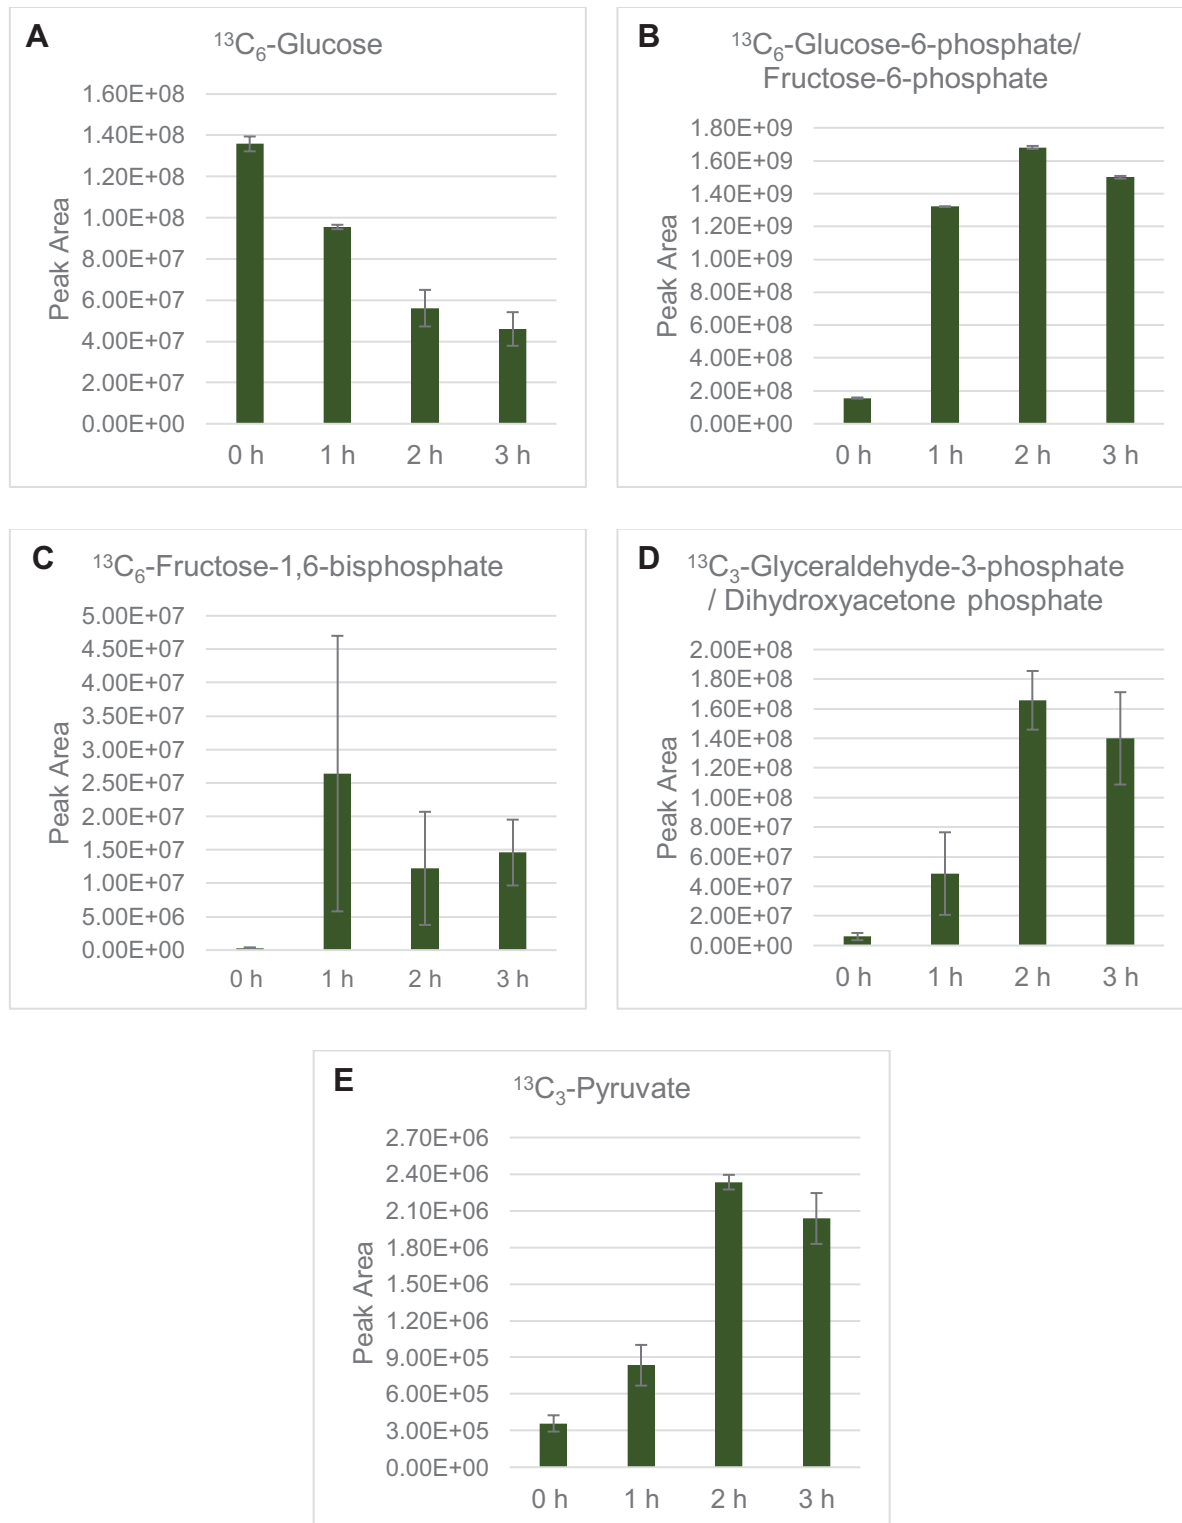 A
¹³C₆-Glucose
Peak Area
1.60E+08
1.40E+08
1.20E+08
1.00E+08
8.00E+07
6.00E+07
4.00E+07
2.00E+07
0.00E+00
0 h 1 h 2 h 3 h
B
¹³C₆-Glucose-6-phosphate/
Fructose-6-phosphate
Peak Area
1.80E+09
1.60E+09
1.40E+09
1.20E+09
1.00E+09
8.00E+08
6.00E+08
4.00E+08
2.00E+08
0.00E+00
0 h 1 h 2 h 3 h
C
¹³C₆-Fructose-1,6-bisphosphate
Peak Area
5.00E+07
4.50E+07
4.00E+07
3.50E+07
3.00E+07
2.50E+07
2.00E+07
1.50E+07
1.00E+07
5.00E+06
0.00E+00
0 h 1 h 2 h 3 h
D
¹³C₃-Glyceraldehyde-3-phosphate
/ Dihydroxyacetone phosphate
Peak Area
2.00E+08
1.80E+08
1.60E+08
1.40E+08
1.20E+08
1.00E+08
8.00E+07
6.00E+07
4.00E+07
2.00E+07
0.00E+00
0 h 1 h 2 h 3 h
E
¹³C₃-Pyruvate
Peak Area
2.70E+06
2.40E+06
2.10E+06
1.80E+06
1.50E+06
1.20E+06
9.00E+05
6.00E+05
3.00E+05
0.00E+00
0 h 1 h 2 h 3 h